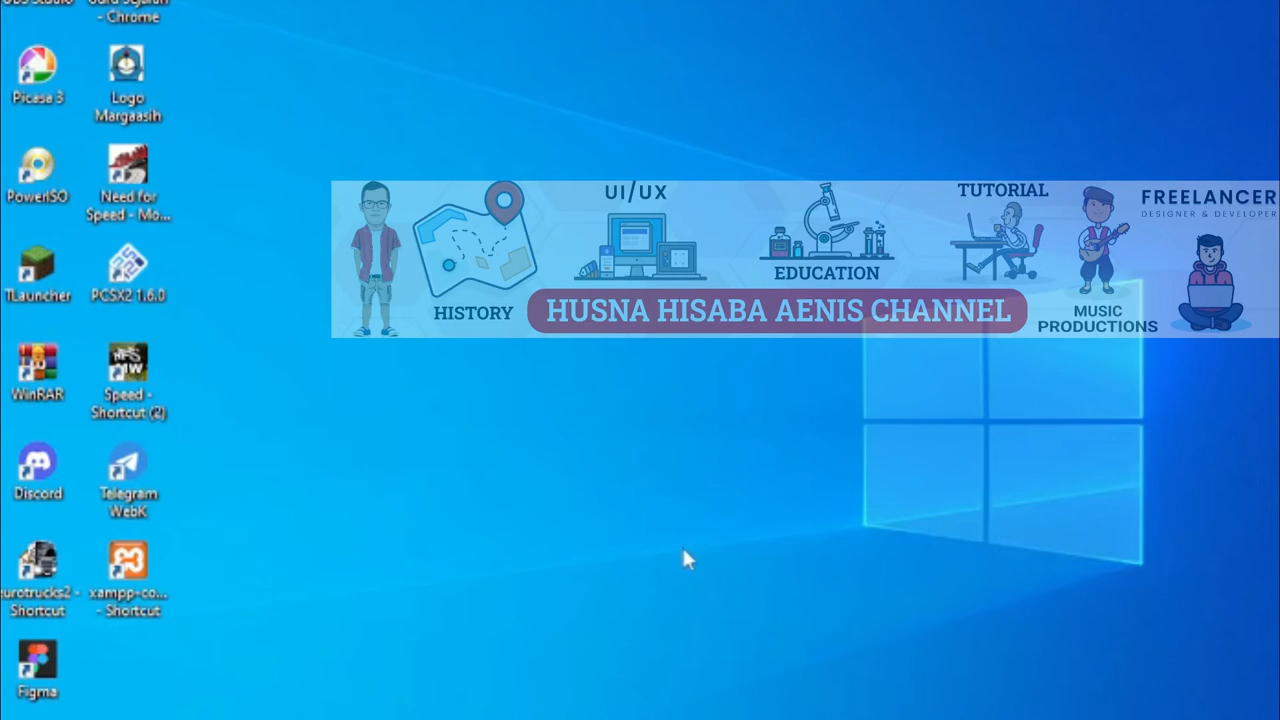 - Chrome
Picasa 3
Logo
Margaasih
PowerISO
Need for
Speed - Mo...
TLauncher
PCSX2 1.6.0
WinRAR
Speed -
Shortcut (2)
Discord
Telegram
WebK
eurotrucks2 -
Shortcut
xampp-co...
- Shortcut
Figma
UI/UX
TUTORIAL
FREELANCER
DESIGNER & DEVELOPER
EDUCATION
HISTORY
HUSNA HISABA AENIS CHANNEL
MUSIC
PRODUCTIONS